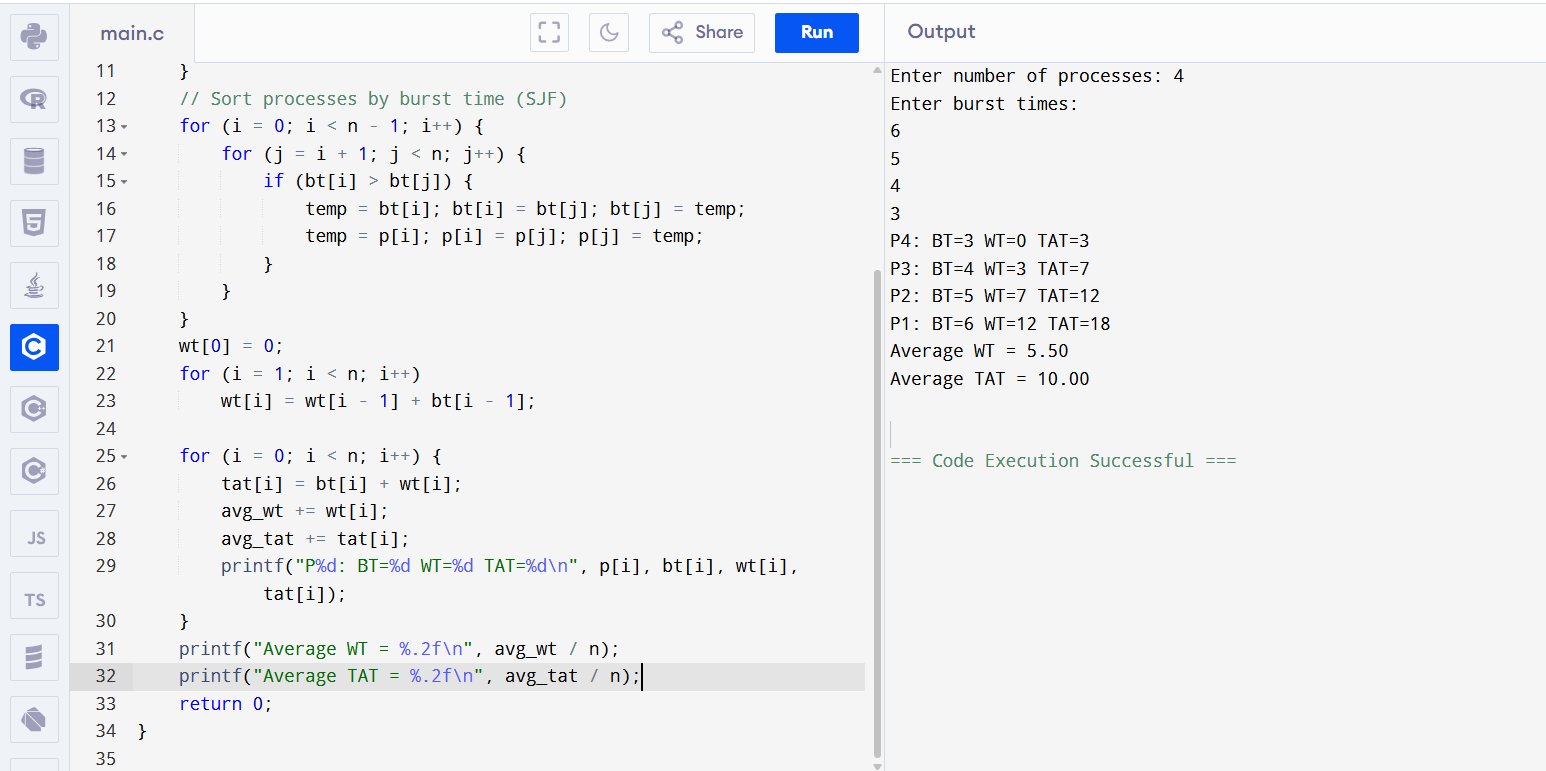 main.c
Share
Run
Output
11 }
12 // Sort processes by burst time (SJF)
13 for (i = 0; i < n - 1; i++) {
14 for (j = i + 1; j < n; j++) {
15 if (bt[i] > bt[j]) {
16 temp = bt[i]; bt[i] = bt[j]; bt[j] = temp;
17 temp = p[i]; p[i] = p[j]; p[j] = temp;
18 }
19 }
20 }
21 wt[0] = 0;
22 for (i = 1; i < n; i++)
23 wt[i] = wt[i - 1] + bt[i - 1];
24
25 for (i = 0; i < n; i++) {
26 tat[i] = bt[i] + wt[i];
27 avg_wt += wt[i];
28 avg_tat += tat[i];
29 printf("P%d: BT=%d WT=%d TAT=%d\n", p[i], bt[i], wt[i],
tat[i]);
30 }
31 printf("Average WT = %.2f\n", avg_wt / n);
32 printf("Average TAT = %.2f\n", avg_tat / n);
33 return 0;
34 }
35
Enter number of processes: 4
Enter burst times:
6
5
4
3
P4: BT=3 WT=0 TAT=3
P3: BT=4 WT=3 TAT=7
P2: BT=5 WT=7 TAT=12
P1: BT=6 WT=12 TAT=18
Average WT = 5.50
Average TAT = 10.00
=== Code Execution Successful ===
R
5
C
C
C
JS
TS